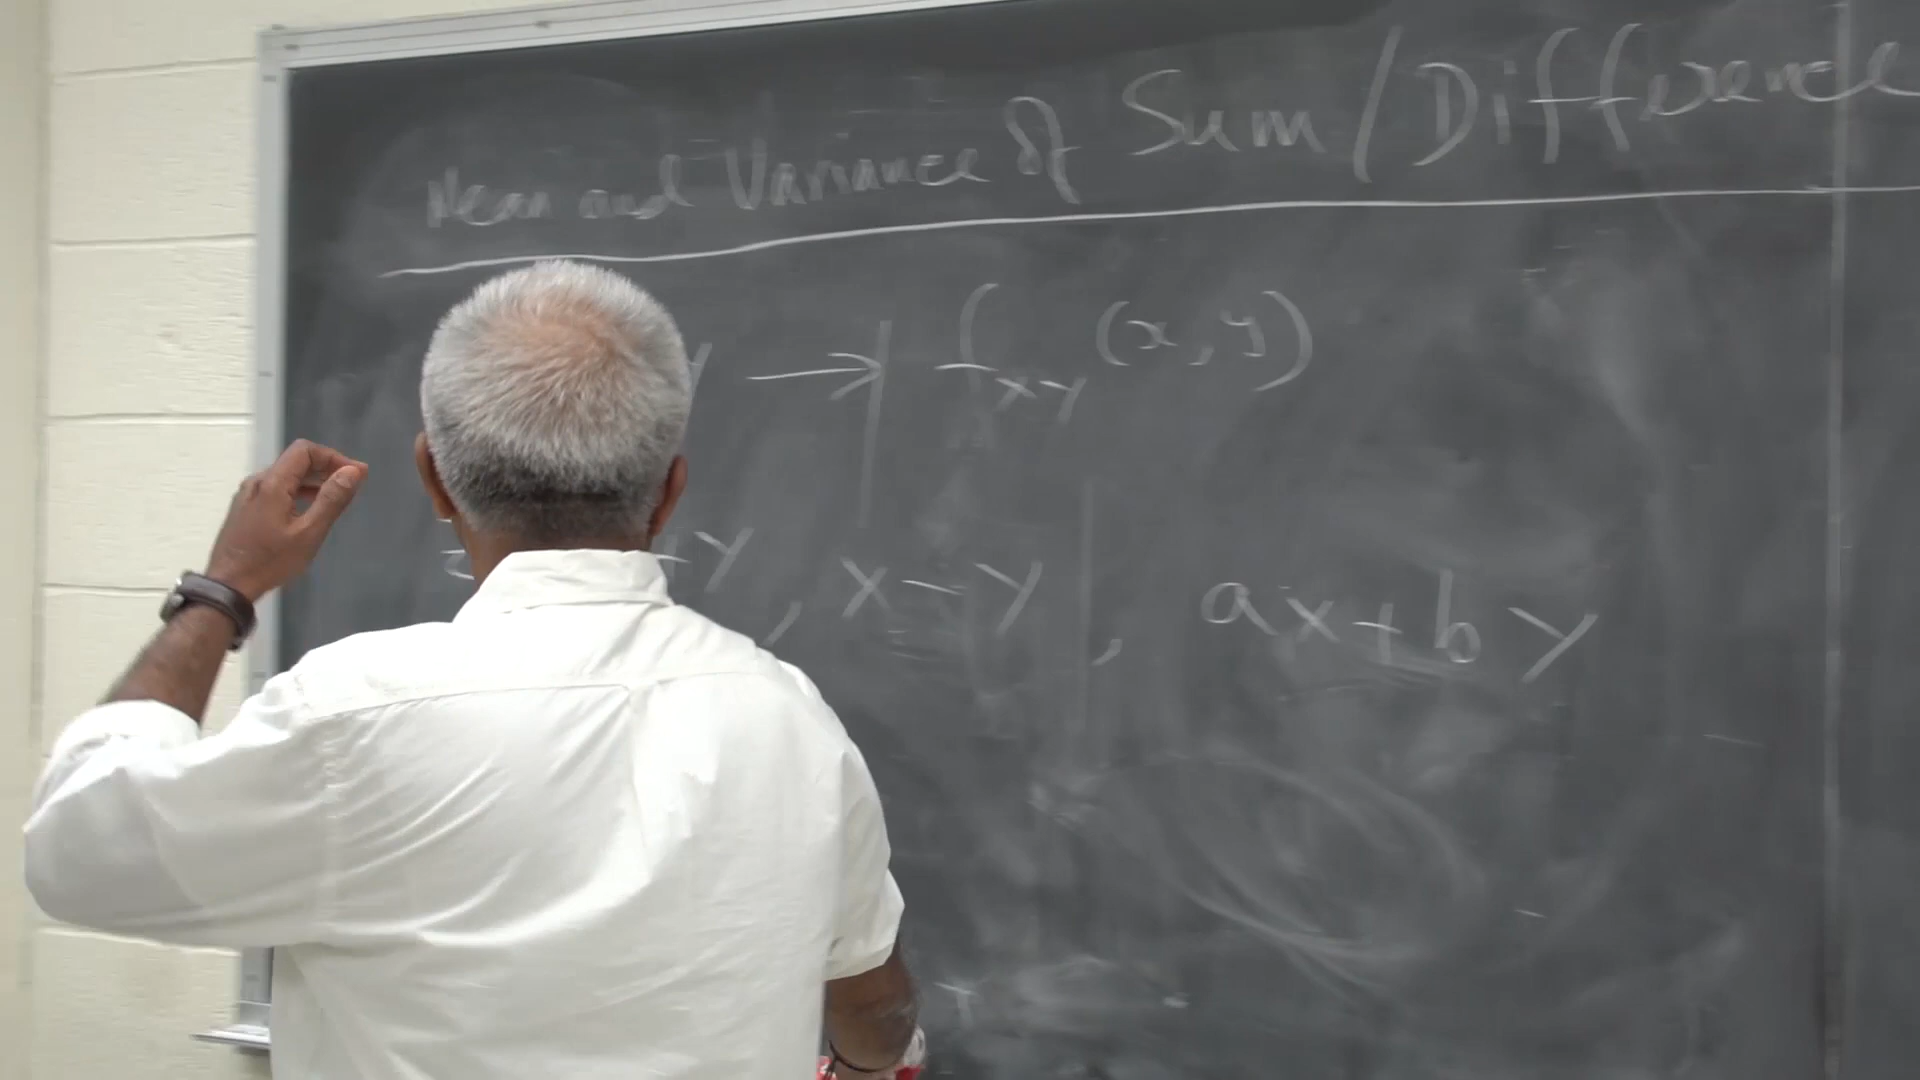 Mean and Variance of Sum / Difference
Y → f_XY (x, y)
+Y, X-Y, aX+bY